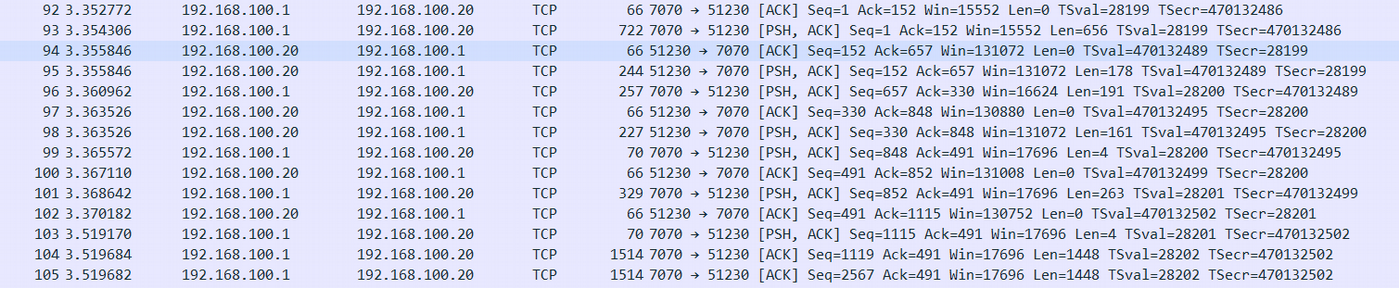 92 3.352772 192.168.100.1 192.168.100.20 TCP 66 7070 → 51230 [ACK] Seq=1 Ack=152 Win=15552 Len=0 TSval=28199 TSecr=470132486
93 3.354306 192.168.100.1 192.168.100.20 TCP 722 7070 → 51230 [PSH, ACK] Seq=1 Ack=152 Win=15552 Len=656 TSval=28199 TSecr=470132486
94 3.355846 192.168.100.20 192.168.100.1 TCP 66 51230 → 7070 [ACK] Seq=152 Ack=657 Win=131072 Len=0 TSval=470132489 TSecr=28199
95 3.355846 192.168.100.20 192.168.100.1 TCP 244 51230 → 7070 [PSH, ACK] Seq=152 Ack=657 Win=131072 Len=178 TSval=470132489 TSecr=28199
96 3.360962 192.168.100.1 192.168.100.20 TCP 257 7070 → 51230 [PSH, ACK] Seq=657 Ack=330 Win=16624 Len=191 TSval=28200 TSecr=470132489
97 3.363526 192.168.100.20 192.168.100.1 TCP 66 51230 → 7070 [ACK] Seq=330 Ack=848 Win=130880 Len=0 TSval=470132495 TSecr=28200
98 3.363526 192.168.100.20 192.168.100.1 TCP 227 51230 → 7070 [PSH, ACK] Seq=330 Ack=848 Win=131072 Len=161 TSval=470132495 TSecr=28200
99 3.365572 192.168.100.1 192.168.100.20 TCP 70 7070 → 51230 [PSH, ACK] Seq=848 Ack=491 Win=17696 Len=4 TSval=28200 TSecr=470132495
100 3.367110 192.168.100.20 192.168.100.1 TCP 66 51230 → 7070 [ACK] Seq=491 Ack=852 Win=131008 Len=0 TSval=470132499 TSecr=28200
101 3.368642 192.168.100.1 192.168.100.20 TCP 329 7070 → 51230 [PSH, ACK] Seq=852 Ack=491 Win=17696 Len=263 TSval=28201 TSecr=470132499
102 3.370182 192.168.100.20 192.168.100.1 TCP 66 51230 → 7070 [ACK] Seq=491 Ack=1115 Win=130752 Len=0 TSval=470132502 TSecr=28201
103 3.519170 192.168.100.1 192.168.100.20 TCP 70 7070 → 51230 [PSH, ACK] Seq=1115 Ack=491 Win=17696 Len=4 TSval=28201 TSecr=470132502
104 3.519684 192.168.100.1 192.168.100.20 TCP 1514 7070 → 51230 [ACK] Seq=1119 Ack=491 Win=17696 Len=1448 TSval=28202 TSecr=470132502
105 3.519682 192.168.100.1 192.168.100.20 TCP 1514 7070 → 51230 [ACK] Seq=2567 Ack=491 Win=17696 Len=1448 TSval=28202 TSecr=470132502